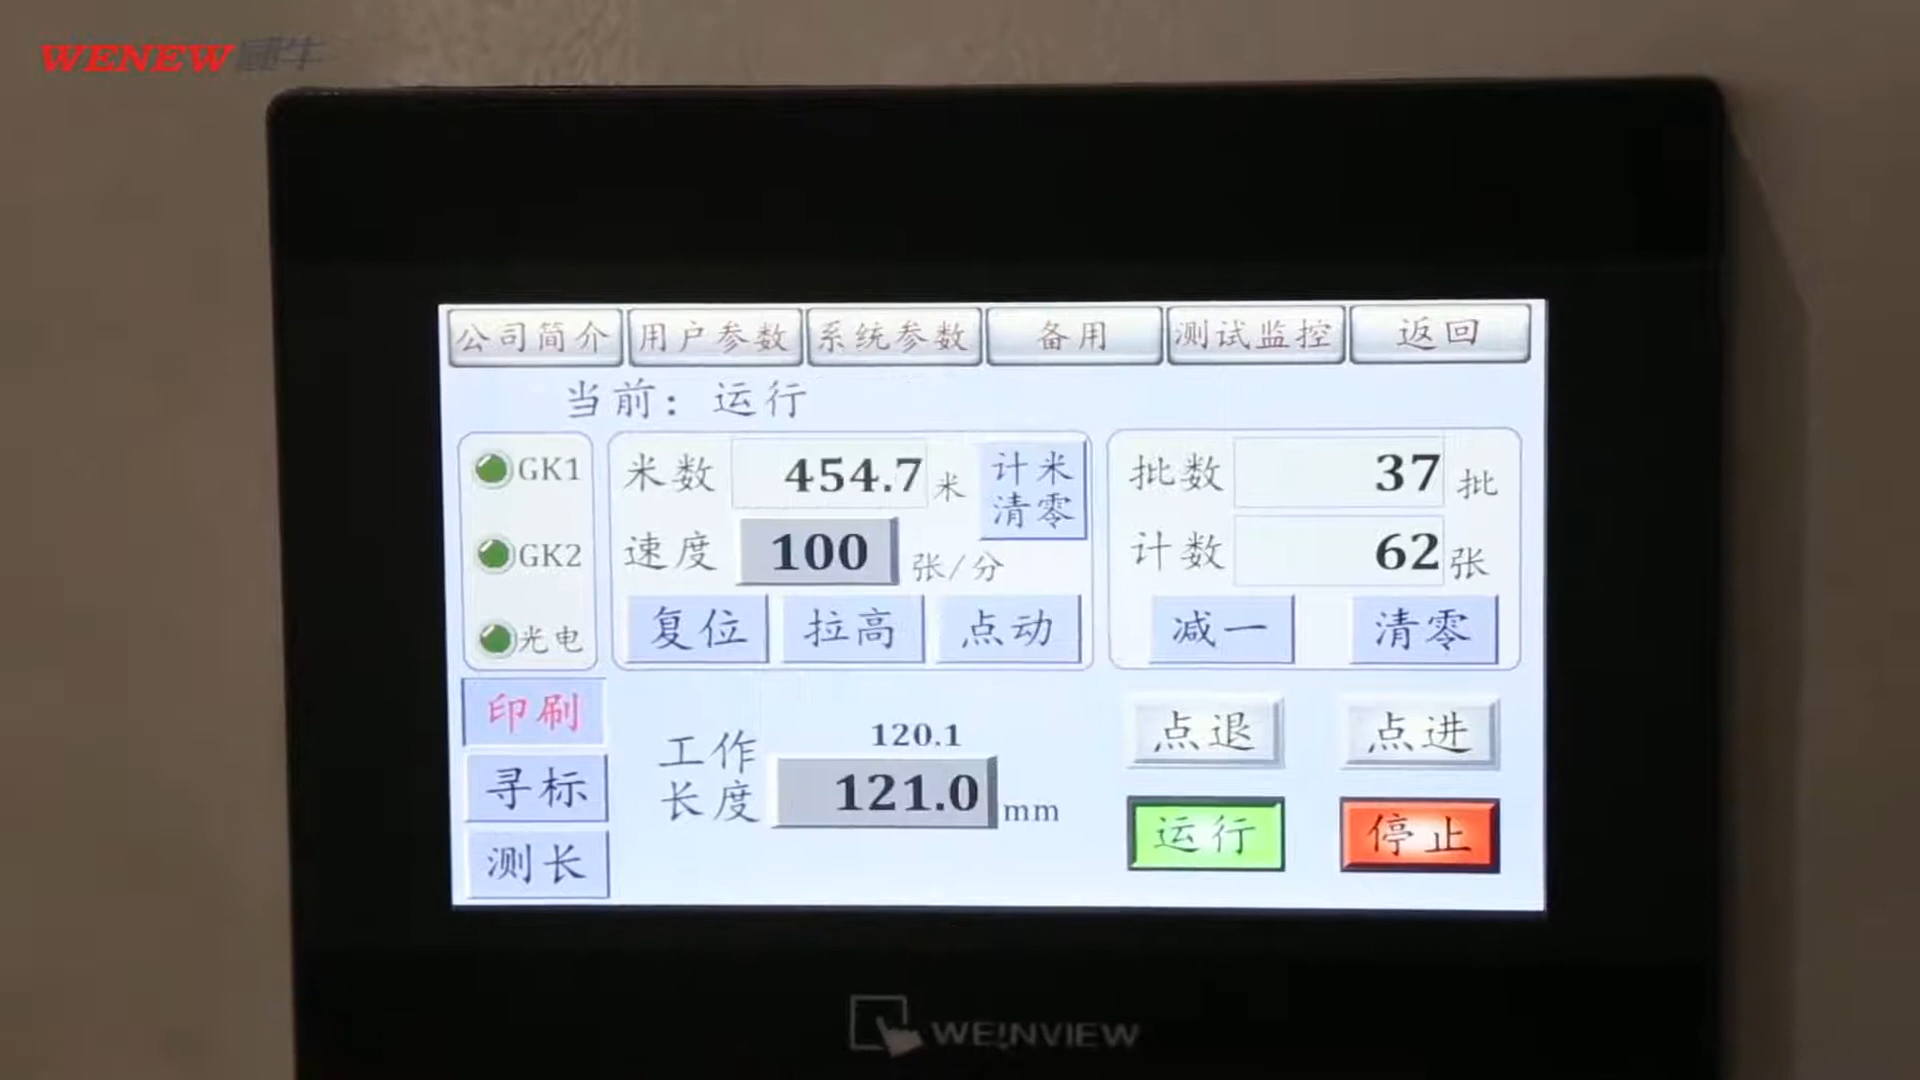 WENEW 威牛
公司简介 用户参数 系统参数 备用 测试监控 返回
当前：运行
GK1
GK2
光电
米数 454.7 米
计米
清零
速度 100 张/分
复位 拉高 点动
批数 37 批
计数 62 张
减一 清零
印刷
寻标
测长
工作
长度
120.1
121.0 mm
点退 点进
运行 停止
WEINVIEW